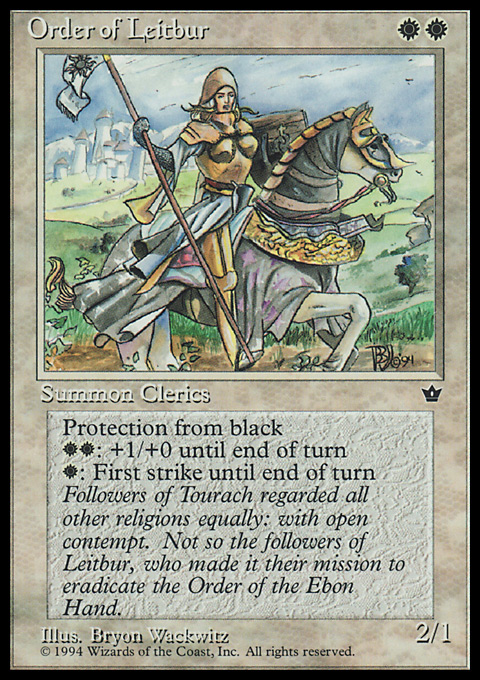 Order of Leitbur
Summon Clerics
Protection from black
: +1/+0 until end of turn
: First strike until end of turn
Followers of Tourach regarded all
other religions equally: with open
contempt. Not so the followers of
Leitbur, who made it their mission to
eradicate the Order of the Ebon
Hand.
Illus. Bryon Wackwitz
2/1
© 1994 Wizards of the Coast, Inc. All rights reserved.